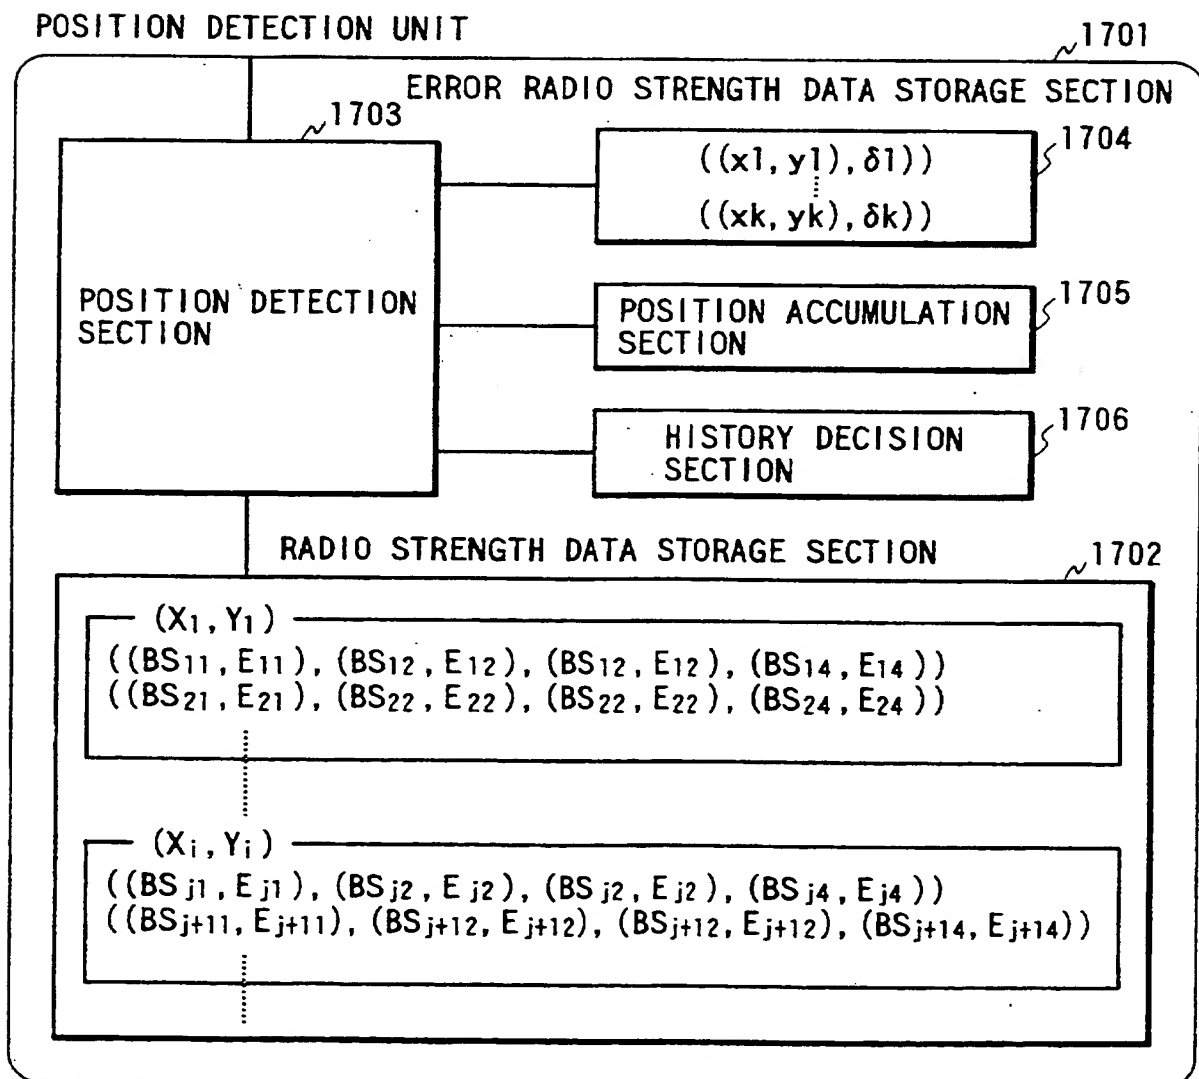 POSITION DETECTION UNIT
1701
ERROR RADIO STRENGTH DATA STORAGE SECTION
1703
1704
((x1, y1), δ1))
((xk, yk), δk))
POSITION DETECTION
SECTION
1705
POSITION ACCUMULATION
SECTION
1706
HISTORY DECISION
SECTION
RADIO STRENGTH DATA STORAGE SECTION
1702
(X1, Y1)
((BS11, E11), (BS12, E12), (BS12, E12), (BS14, E14))
((BS21, E21), (BS22, E22), (BS22, E22), (BS24, E24))
(Xi, Yi)
((BSj1, Ej1), (BSj2, Ej2), (BSj2, Ej2), (BSj4, Ej4))
((BSj+11, Ej+11), (BSj+12, Ej+12), (BSj+12, Ej+12), (BSj+14, Ej+14))